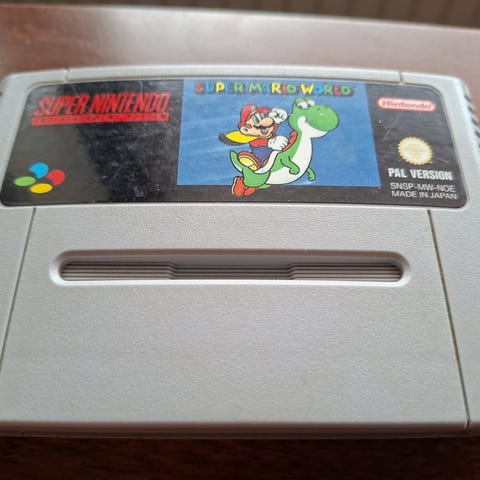 SUPER NINTENDO
SUPER MARIO WORLD
Nintendo
PAL VERSION
SNSP-MW-NOE
MADE IN JAPAN